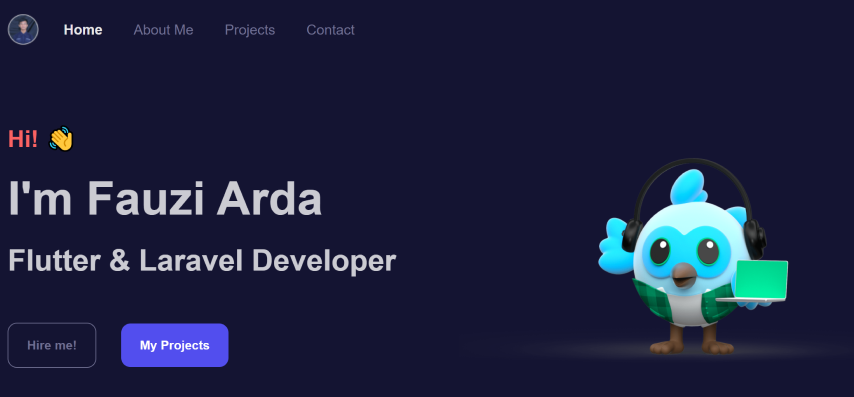 Home About Me Projects Contact
Hi! 👋
I'm Fauzi Arda
Flutter & Laravel Developer
Hire me! My Projects